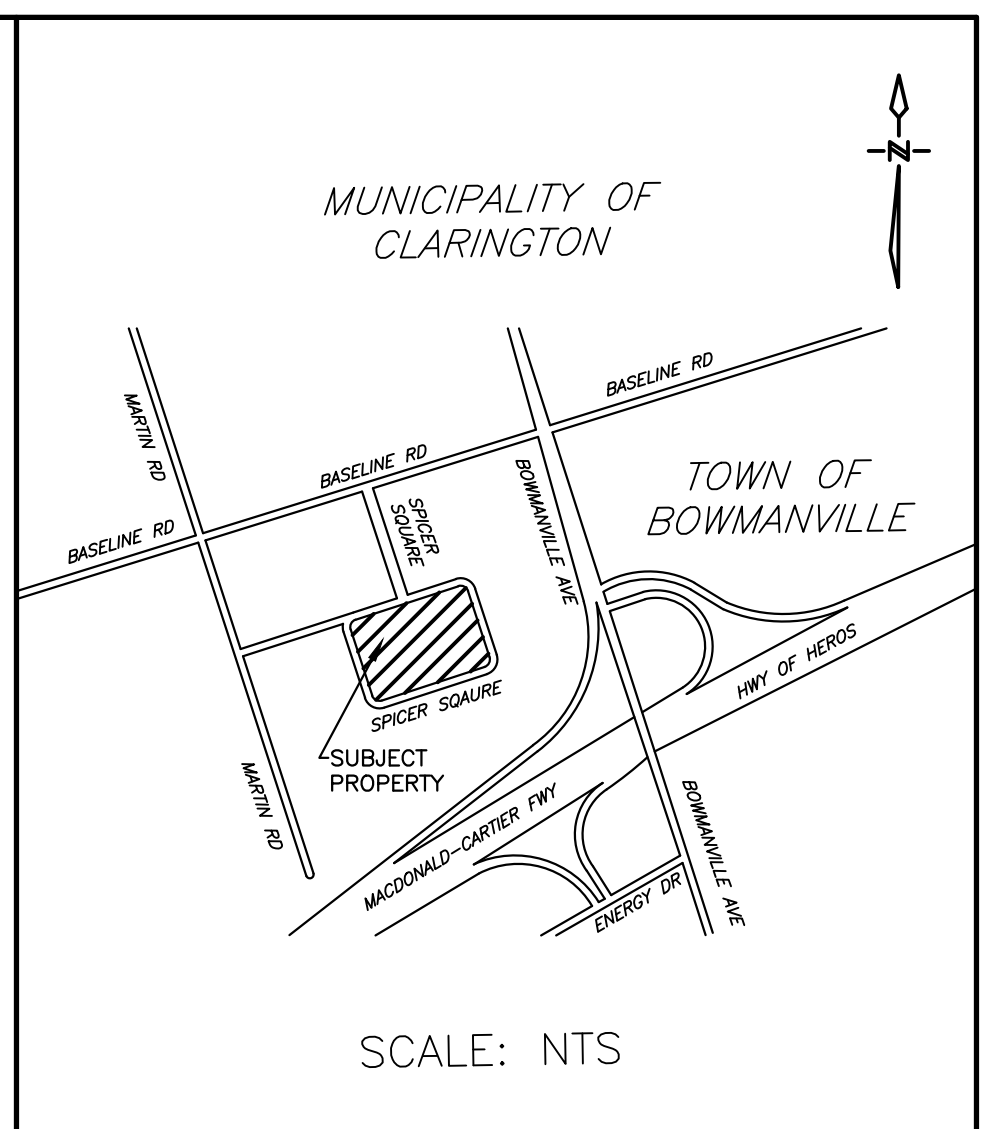 N
MUNICIPALITY OF
CLARINGTON
BASELINE RD
MARTIN RD
BASELINE RD
BOWMANVILLE AVE
TOWN OF
BOWMANVILLE
SPICER
SQUARE
BASELINE RD
HWY OF HEROS
SPICER SQAURE
SUBJECT
PROPERTY
MARTIN RD
MACDONALD-CARTIER FWY
BOWMANVILLE AVE
ENERGY DR
SCALE: NTS